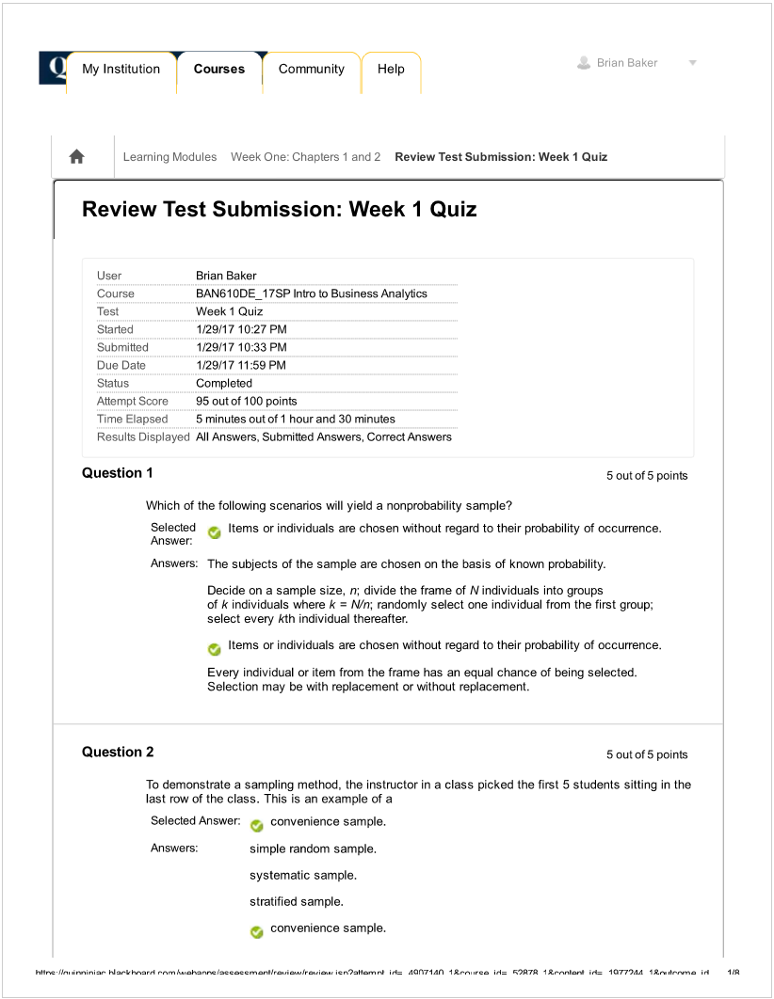 Q
My Institution Courses Community Help
Brian Baker
Learning Modules Week One: Chapters 1 and 2 Review Test Submission: Week 1 Quiz
Review Test Submission: Week 1 Quiz
User Brian Baker
Course BAN610DE_17SP Intro to Business Analytics
Test Week 1 Quiz
Started 1/29/17 10:27 PM
Submitted 1/29/17 10:33 PM
Due Date 1/29/17 11:59 PM
Status Completed
Attempt Score 95 out of 100 points
Time Elapsed 5 minutes out of 1 hour and 30 minutes
Results Displayed All Answers, Submitted Answers, Correct Answers
Question 1
5 out of 5 points
Which of the following scenarios will yield a nonprobability sample?
Selected Items or individuals are chosen without regard to their probability of occurrence.
Answer:
Answers: The subjects of the sample are chosen on the basis of known probability.
Decide on a sample size, n; divide the frame of N individuals into groups
of k individuals where k = N/n; randomly select one individual from the first group;
select every kth individual thereafter.
Items or individuals are chosen without regard to their probability of occurrence.
Every individual or item from the frame has an equal chance of being selected.
Selection may be with replacement or without replacement.
Question 2
5 out of 5 points
To demonstrate a sampling method, the instructor in a class picked the first 5 students sitting in the
last row of the class. This is an example of a
Selected Answer: convenience sample.
Answers: simple random sample.
systematic sample.
stratified sample.
convenience sample.
https://quinnipiac.blackboard.com/webapps/assessment/review/review.jsp?attempt_id=_4907140_1&course_id=_52878_1&content_id=_1977244_1&outcome_id... 1/8